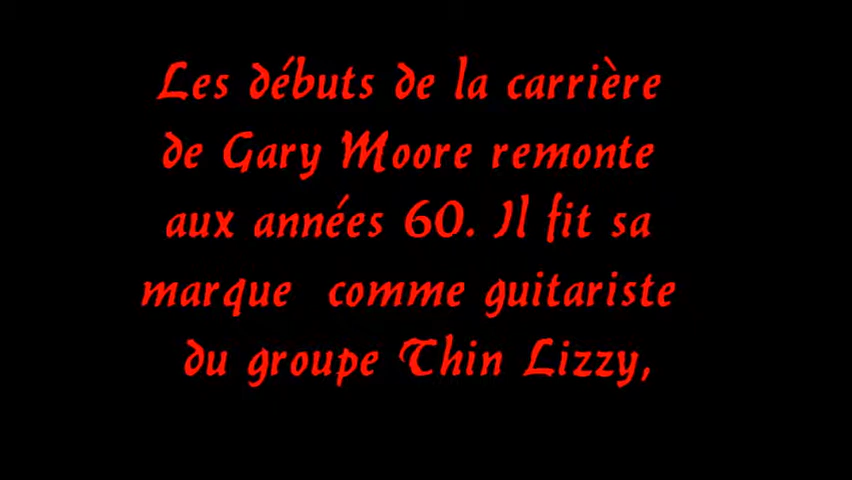 Les débuts de la carrière
de Gary Moore remonte
aux années 60. Il fit sa
marque comme guitariste
du groupe Thin Lizzy,